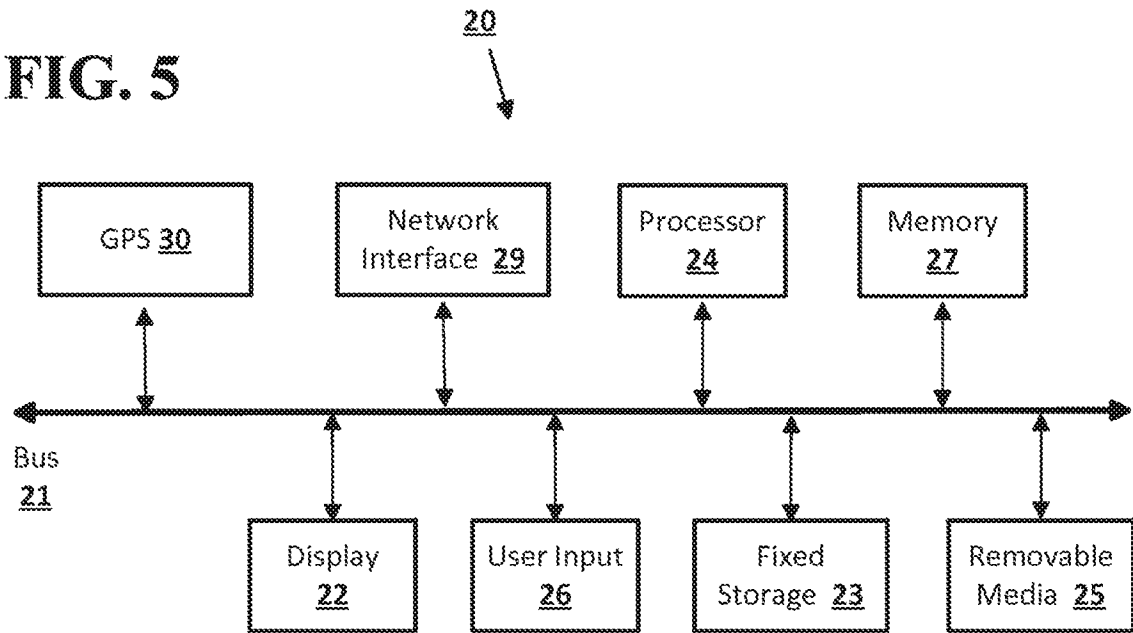 20
FIG. 5
GPS 30
Network
Interface 29
Processor
24
Memory
27
Bus
21
Display
22
User Input
26
Fixed
Storage 23
Removable
Media 25